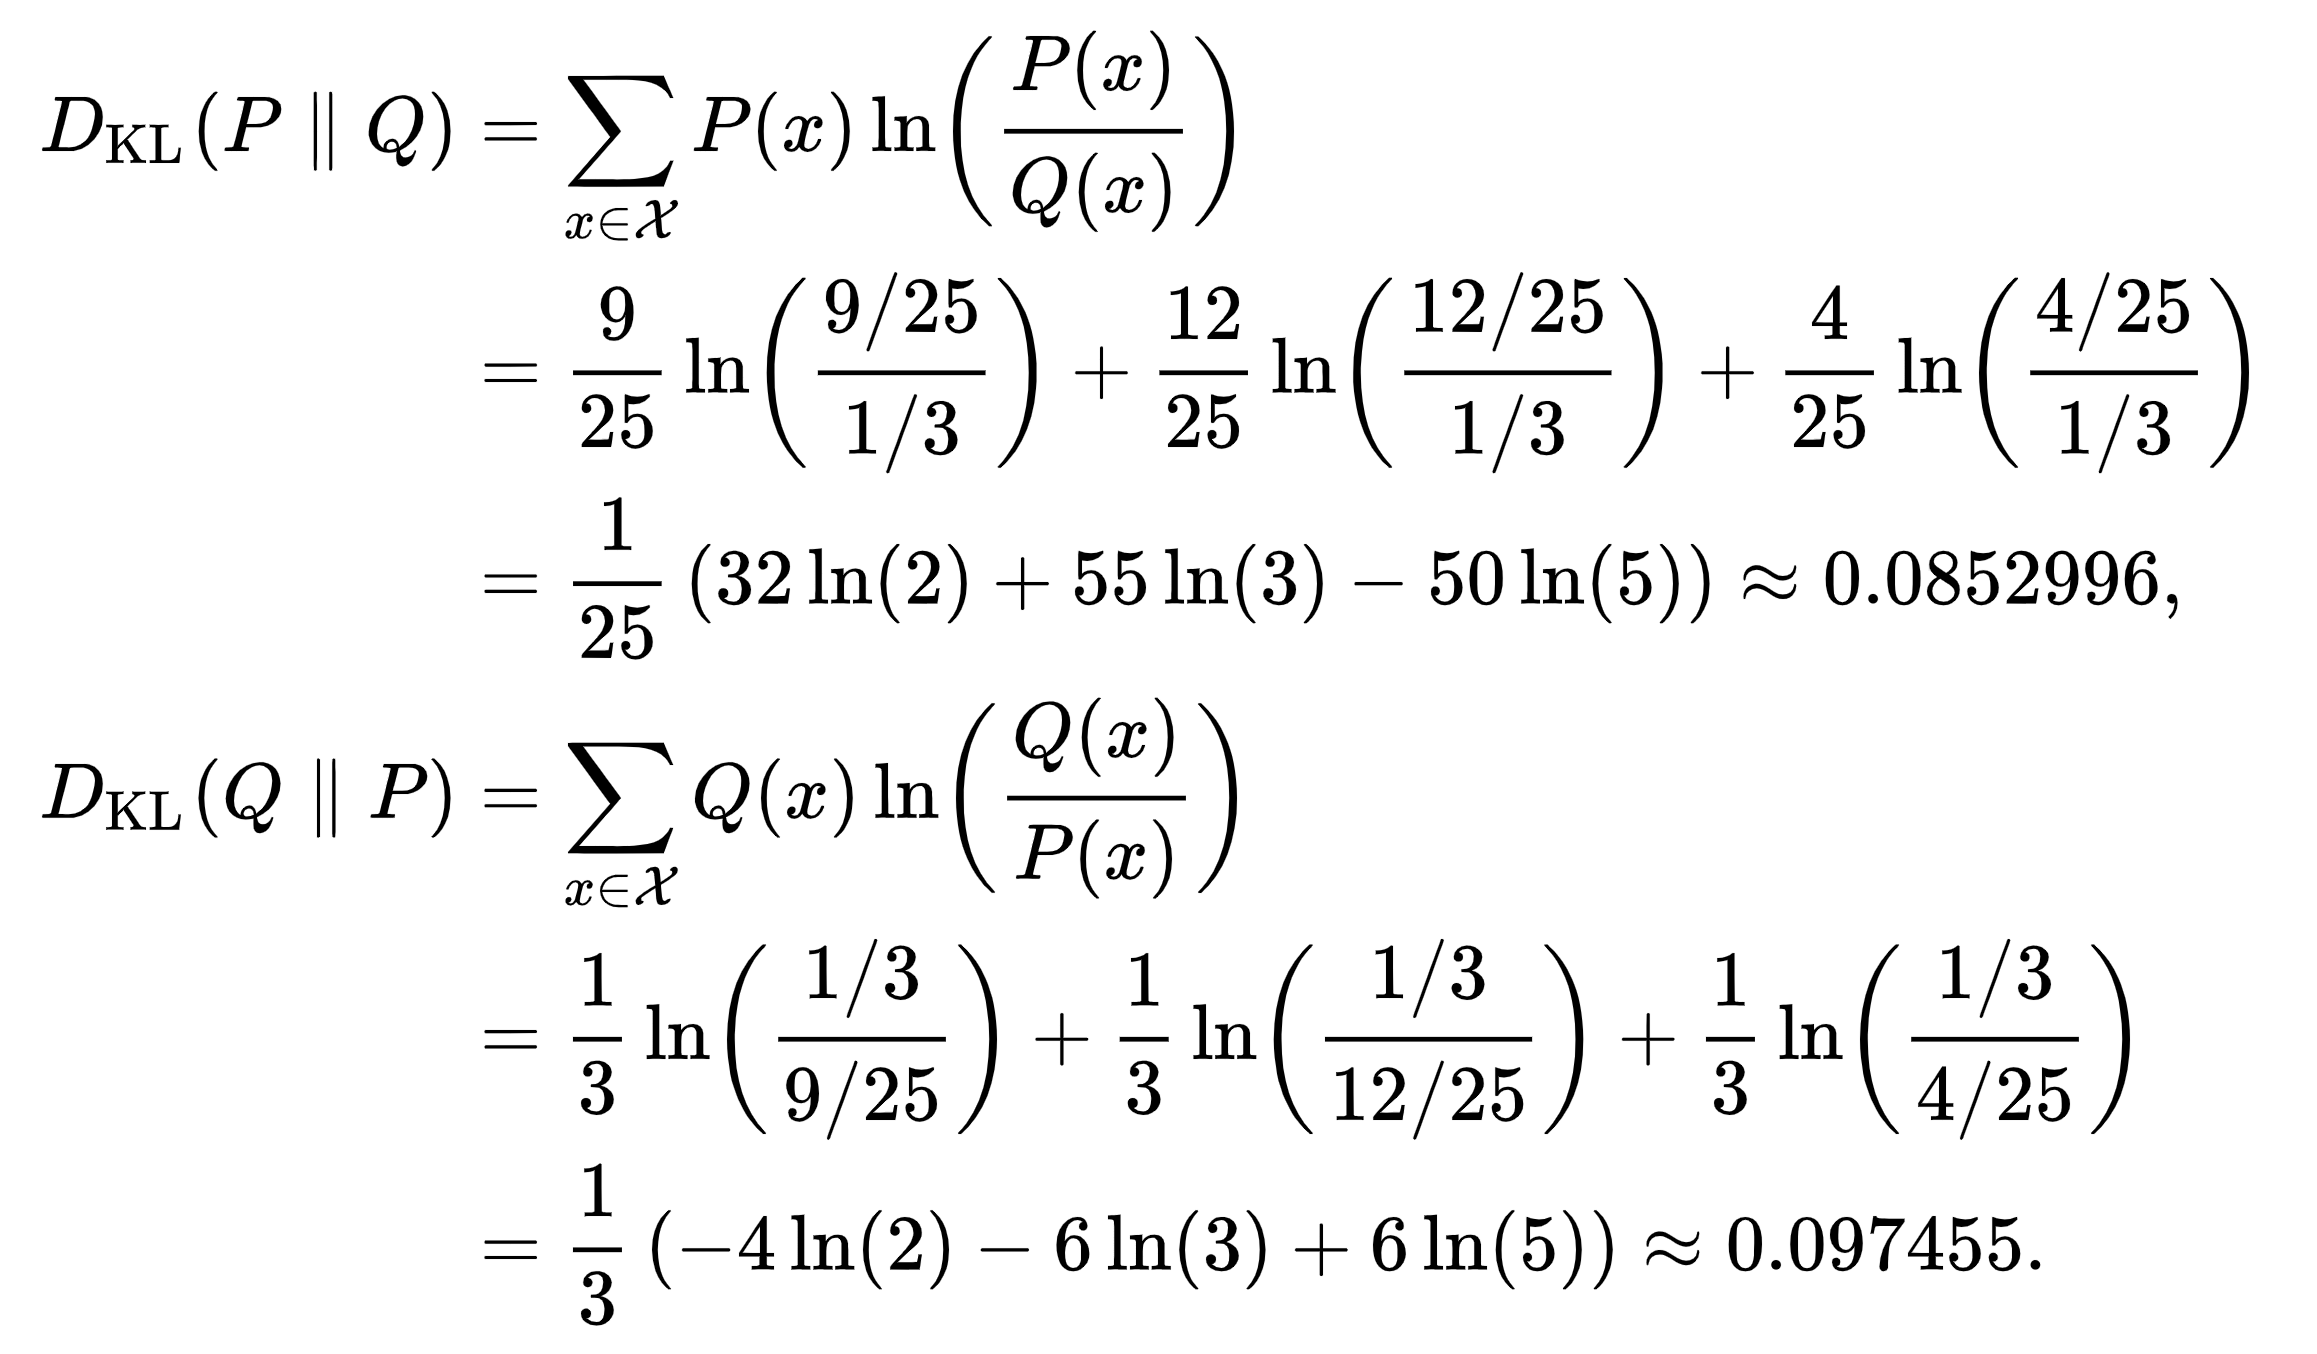 D_KL(P ∥ Q) = ∑_{x∈𝒳} P(x) ln(P(x)/Q(x))
= 9/25 ln((9/25)/(1/3)) + 12/25 ln((12/25)/(1/3)) + 4/25 ln((4/25)/(1/3))
= 1/25 (32 ln(2) + 55 ln(3) − 50 ln(5)) ≈ 0.0852996,
D_KL(Q ∥ P) = ∑_{x∈𝒳} Q(x) ln(Q(x)/P(x))
= 1/3 ln((1/3)/(9/25)) + 1/3 ln((1/3)/(12/25)) + 1/3 ln((1/3)/(4/25))
= 1/3 (−4 ln(2) − 6 ln(3) + 6 ln(5)) ≈ 0.097455.